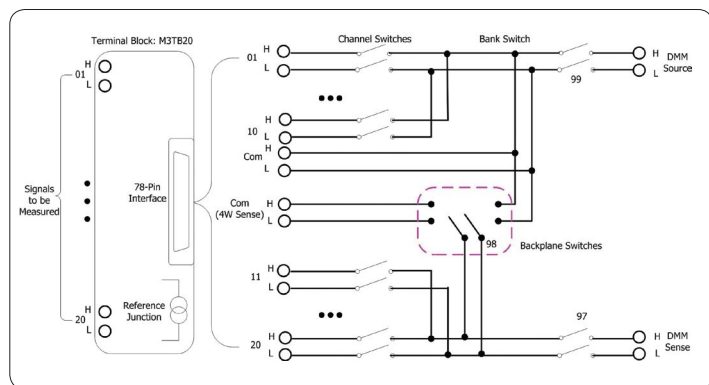 Terminal Block: M3TB20
H
01
L
Signals
to be
Measured
78-Pin
Interface
Reference
Junction
H
20
L
Channel Switches
Bank Switch
01
H
L
H
10
L
Com
H
L
99
H
L
DMM
Source
Com
(4W Sense)
H
L
98
Backplane Switches
11
H
L
20
H
L
97
H
L
DMM
Sense